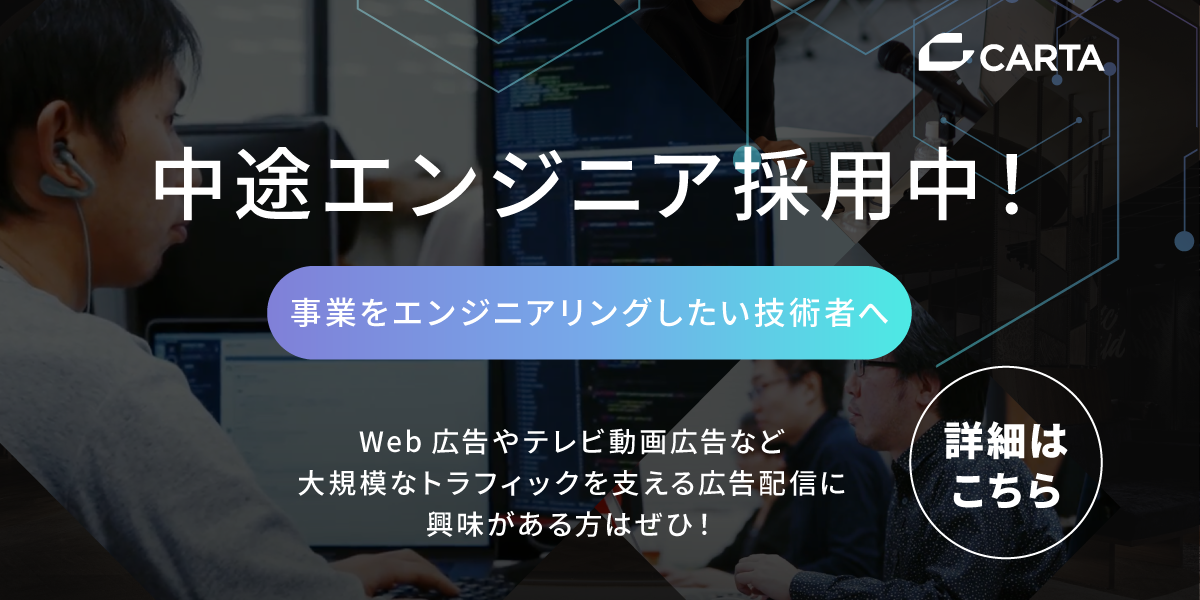 CARTA
中途エンジニア採用中！
事業をエンジニアリングしたい技術者へ
Web 広告やテレビ動画広告など
大規模なトラフィックを支える広告配信に
興味がある方はぜひ！
詳細は
こちら